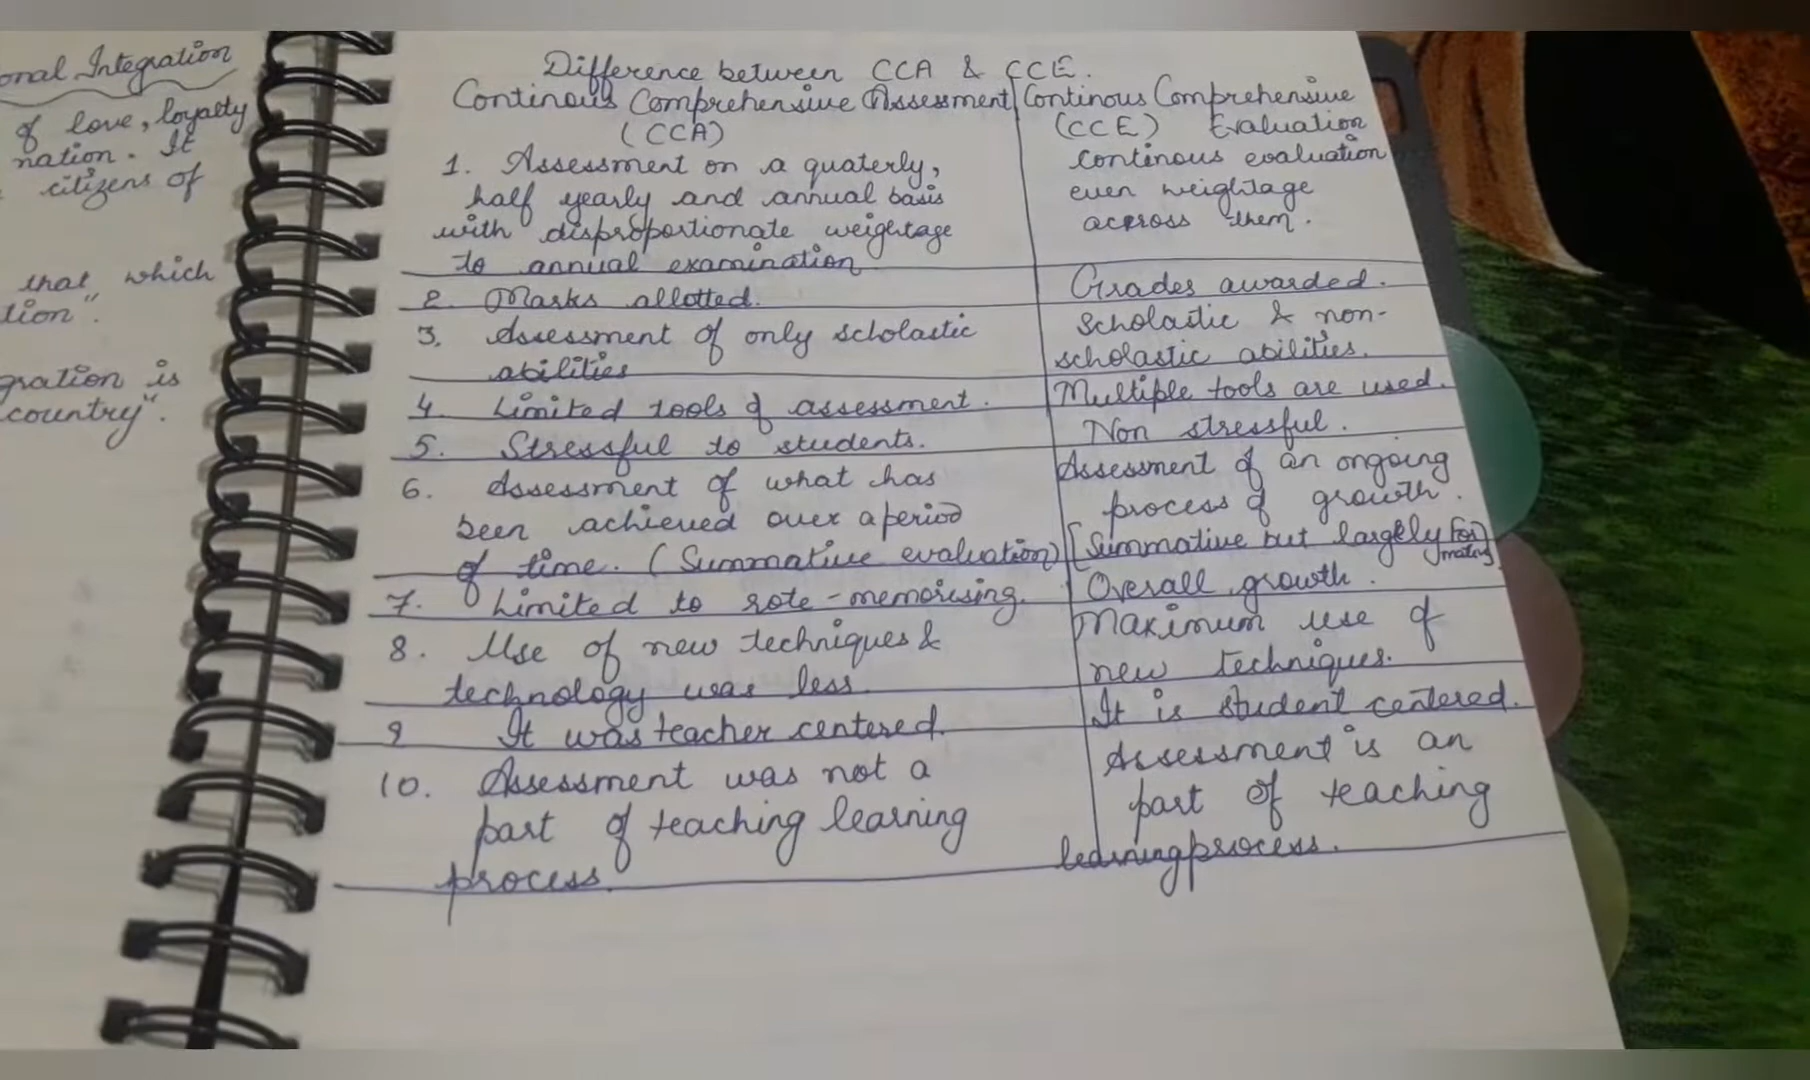 onal Integration
of love, loyalty
nation. It
citizens of
that which
tion".
gration is
country".
Difference between CCA & CCE.
Continous Comprehensive Assessment
(CCA)
Continous Comprehensive
(CCE) Evaluation
1. Assessment on a quaterly,
half yearly and annual basis
with disproportionate weightage
to annual examination
continous evaluation
even weightage
across them.
2. Marks allotted.
Grades awarded.
3. Assessment of only scholastic
abilities
Scholastic & non-
scholastic abilities.
4. Limited tools of assessment.
Multiple tools are used.
5. Stressful to students.
Non stressful.
6. Assessment of what has
been achieved over a period
of time. (Summative evaluation)
Assessment of an ongoing
process of growth.
[Summative but largely For
mative]
7. Limited to rote-memorising.
Overall growth.
8. Use of new techniques &
technology was less
Maximum use of
new techniques.
9 It was teacher centered.
It is student centered.
10. Assessment was not a
part of teaching learning
process.
Assessment is an
part of teaching
learning process.